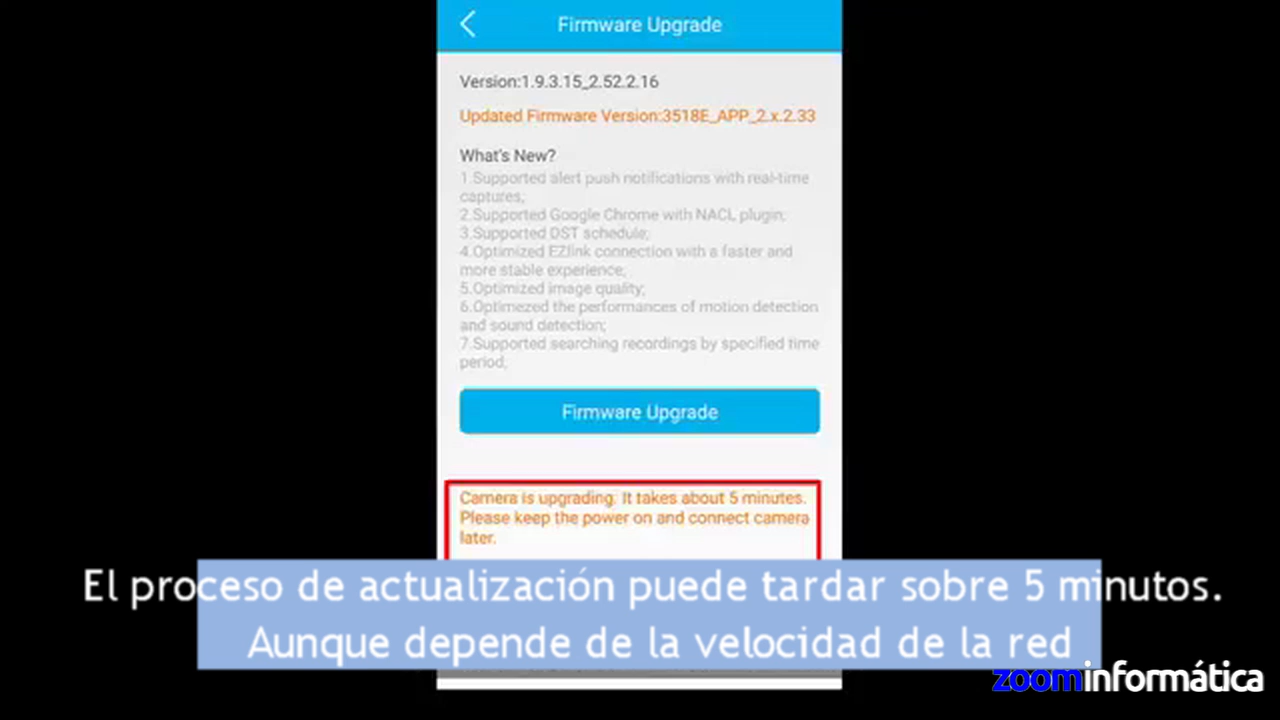 Firmware Upgrade
Version:1.9.3.15_2.52.2.16
Updated Firmware Version:3518E_APP_2.x.2.33
What's New?
1.Supported alert push notifications with real-time
captures;
2.Supported Google Chrome with NACL plugin;
3.Supported DST schedule;
4.Optimized EZlink connection with a faster and
more stable experience;
5.Optimized image quality;
6.Optimezed the performances of motion detection
and sound detection;
7.Supported searching recordings by specified time
period;
Firmware Upgrade
Camera is upgrading. It takes about 5 minutes.
Please keep the power on and connect camera
later.
El proceso de actualización puede tardar sobre 5 minutos.
Aunque depende de la velocidad de la red
zoominformática